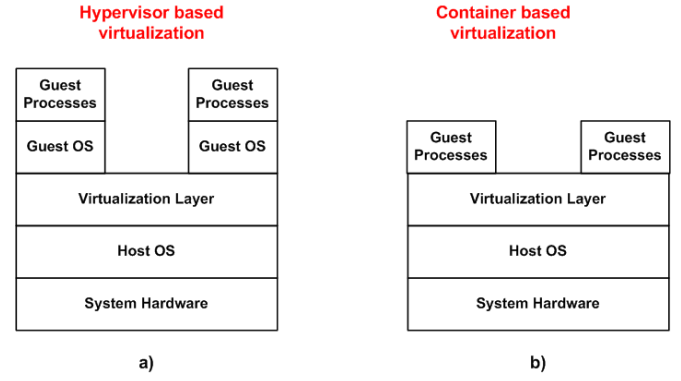 Hypervisor based
virtualization
Guest
Processes
Guest
Processes
Guest OS
Guest OS
Virtualization Layer
Host OS
System Hardware
a)
Container based
virtualization
Guest
Processes
Guest
Processes
Virtualization Layer
Host OS
System Hardware
b)